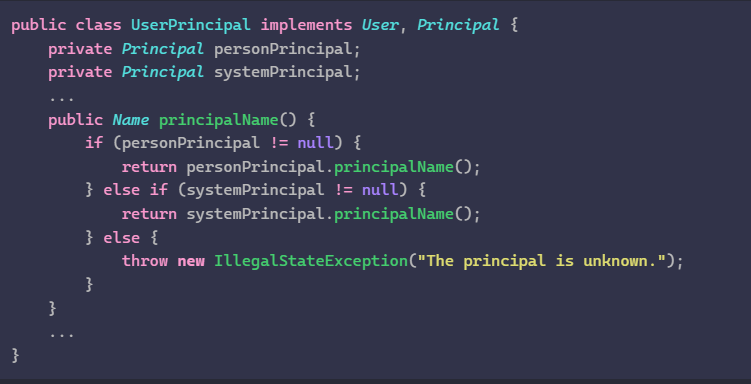 public class UserPrincipal implements User, Principal {
    private Principal personPrincipal;
    private Principal systemPrincipal;
    ...
    public Name principalName() {
        if (personPrincipal != null) {
            return personPrincipal.principalName();
        } else if (systemPrincipal != null) {
            return systemPrincipal.principalName();
        } else {
            throw new IllegalStateException("The principal is unknown.");
        }
    }
    ...
}